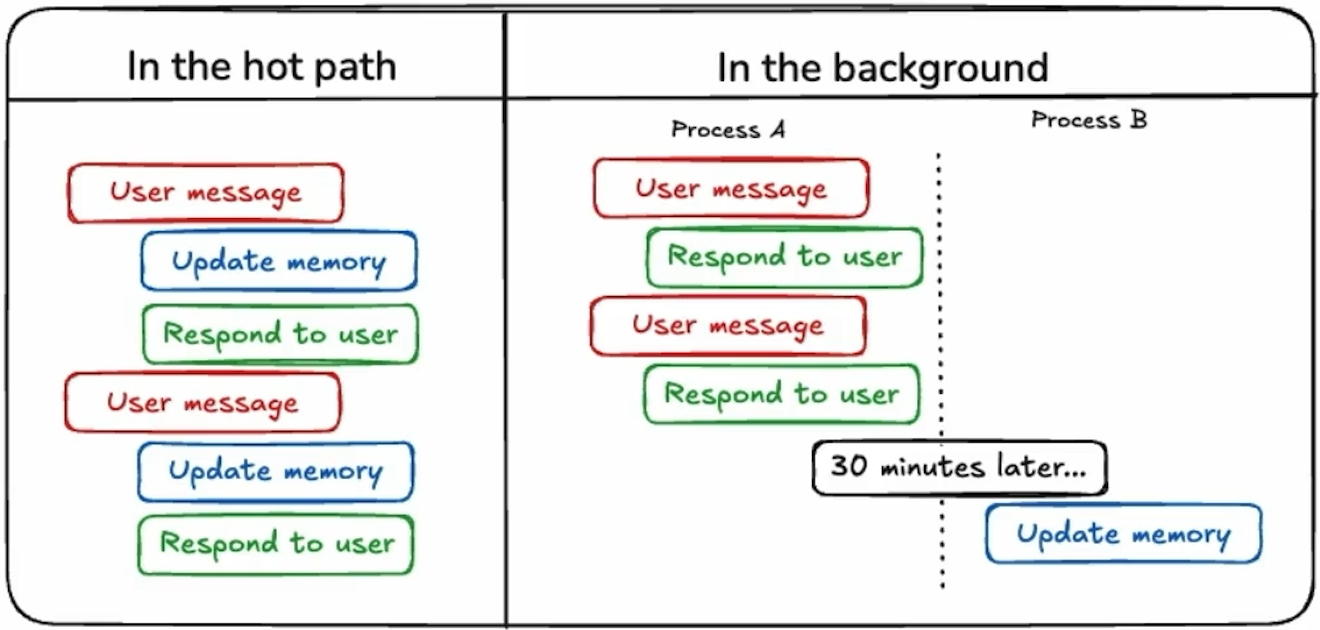 In the hot path
User message
Update memory
Respond to user
User message
Update memory
Respond to user
In the background
Process A
Process B
User message
Respond to user
User message
Respond to user
30 minutes later...
Update memory